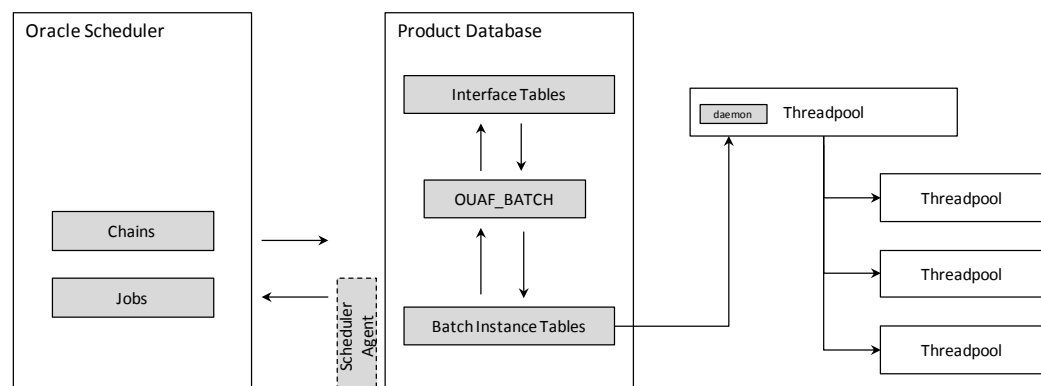 Oracle Scheduler
Product Database
Interface Tables
daemon
Threadpool
OUAF_BATCH
Threadpool
Chains
Threadpool
Jobs
Scheduler
Agent
Batch Instance Tables
Threadpool